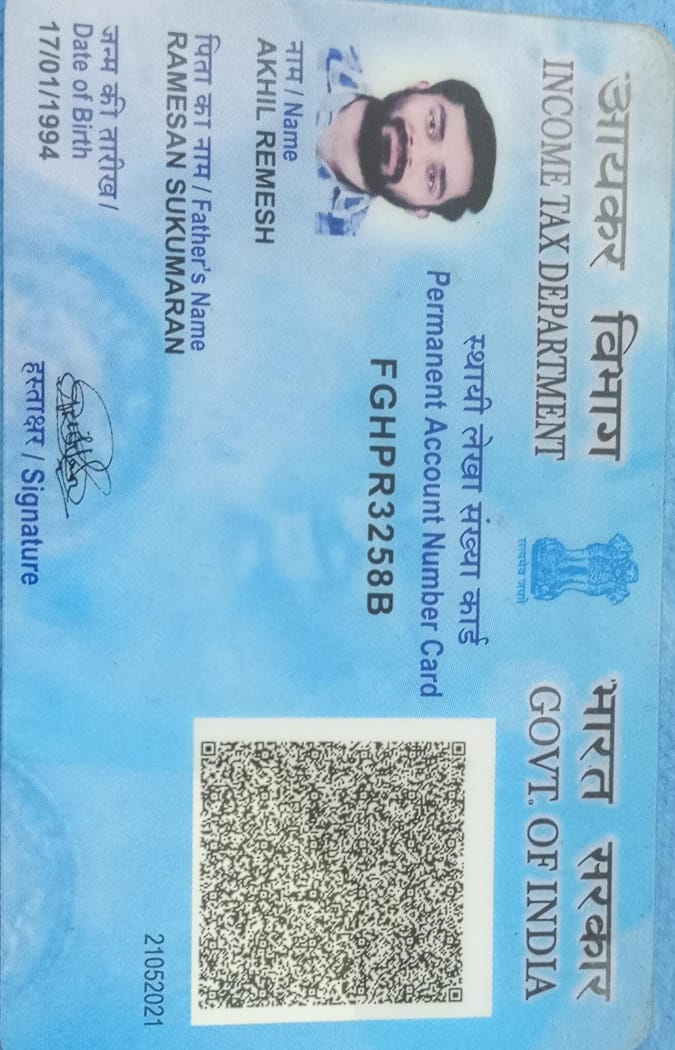 आयकर विभाग
INCOME TAX DEPARTMENT
सत्यमेव जयते
भारत सरकार
GOVT. OF INDIA
स्थायी लेखा संख्या कार्ड
Permanent Account Number Card
FGHPR3258B
नाम / Name
AKHIL REMESH
पिता का नाम / Father's Name
RAMESAN SUKUMARAN
जन्म की तारीख /
Date of Birth
17/01/1994
हस्ताक्षर / Signature
21052021